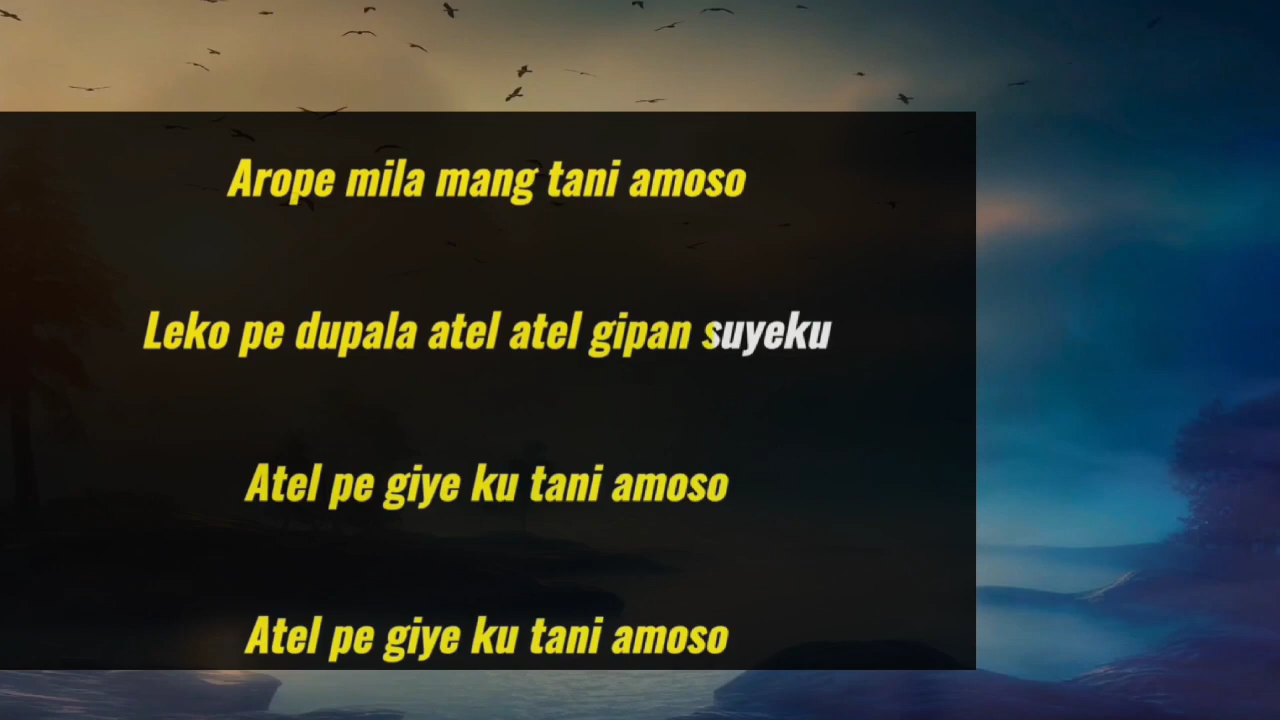 Arope mila mang tani amoso
Leko pe dupala atel atel gipan suyeku
Atel pe giye ku tani amoso
Atel pe giye ku tani amoso